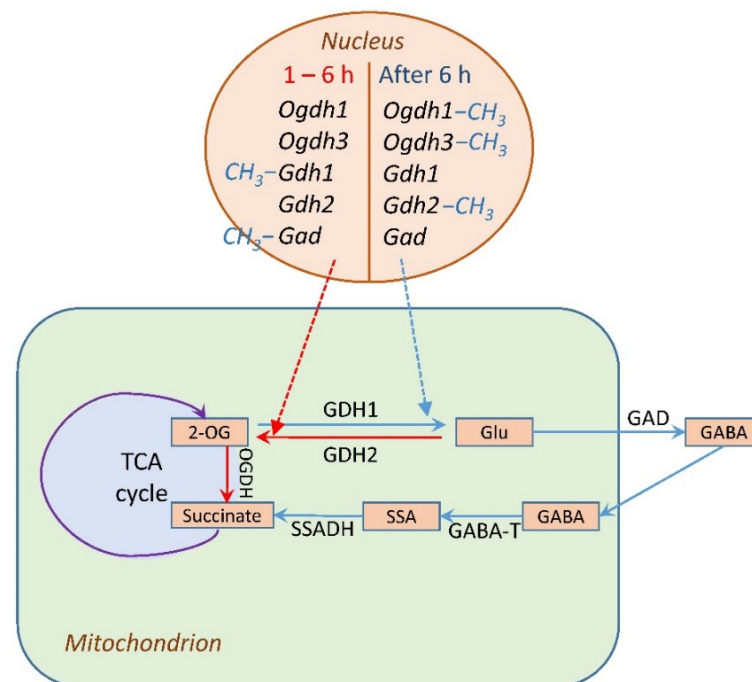 Nucleus
1 – 6 h After 6 h
Ogdh1 Ogdh1–CH₃
Ogdh3 Ogdh3–CH₃
CH₃–Gdh1 Gdh1
Gdh2 Gdh2–CH₃
CH₃–Gad Gad
GDH1
GAD
2-OG Glu GABA
GDH2
OGDH
TCA
cycle
Succinate SSA GABA
SSADH GABA-T
Mitochondrion